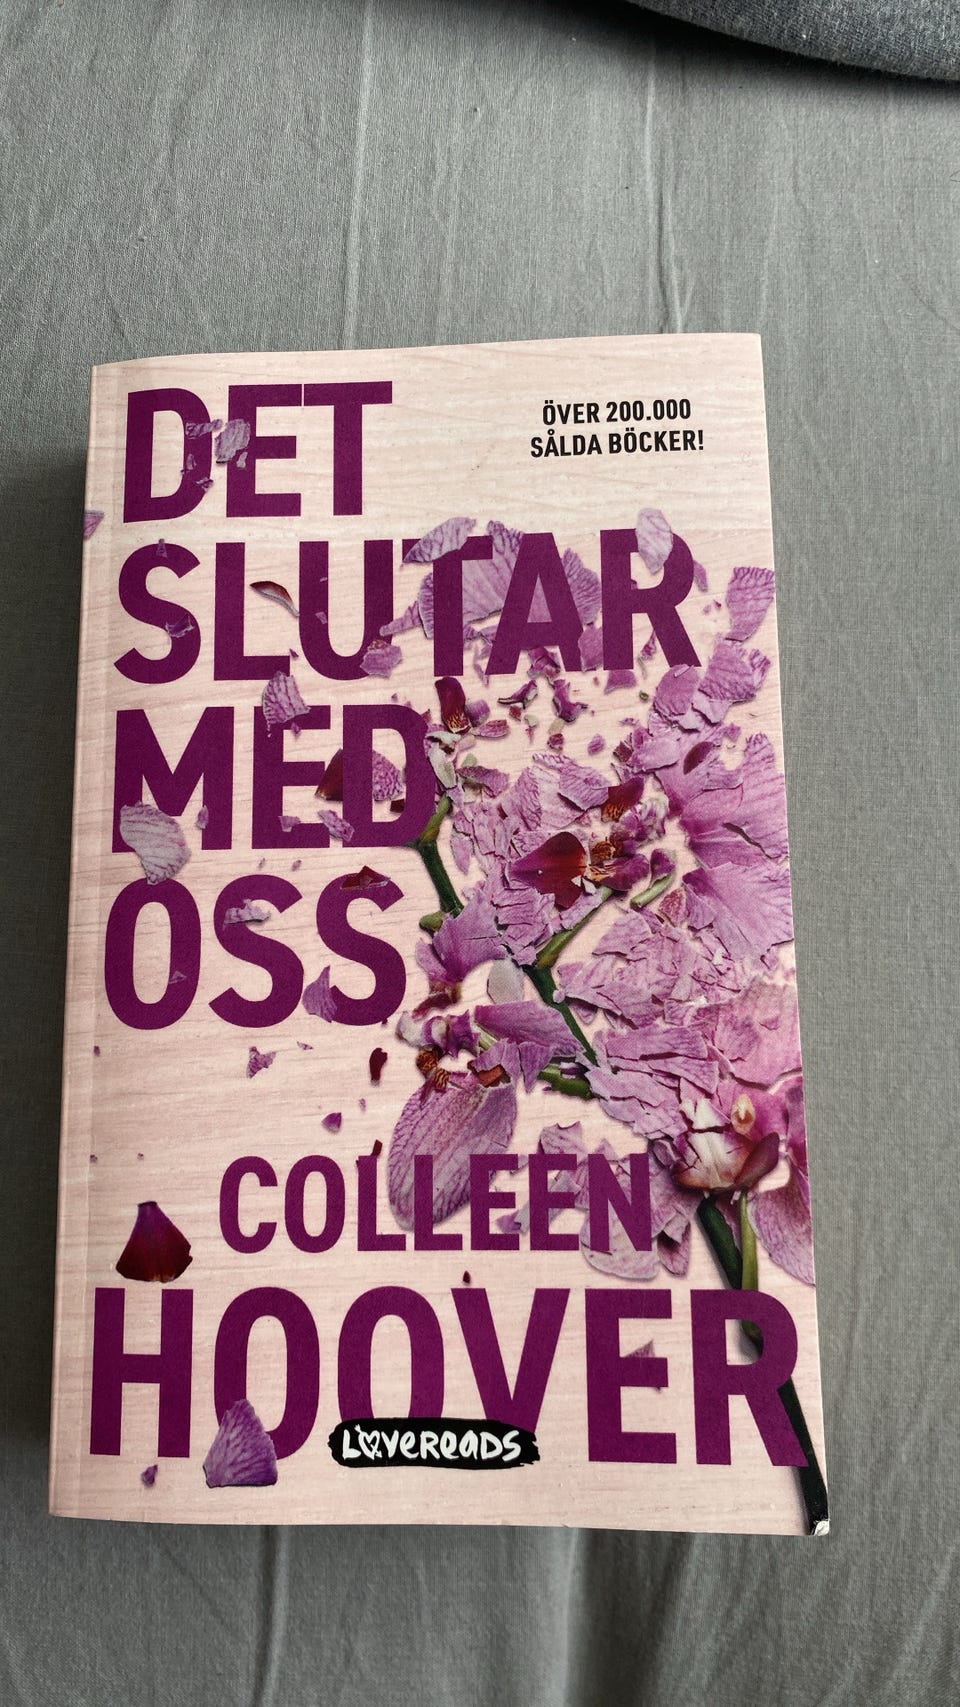 DET
ÖVER 200.000
SÅLDA BÖCKER!
SLUTAR
MED
OSS
COLLEEN
HOOVER
LOVEREADS